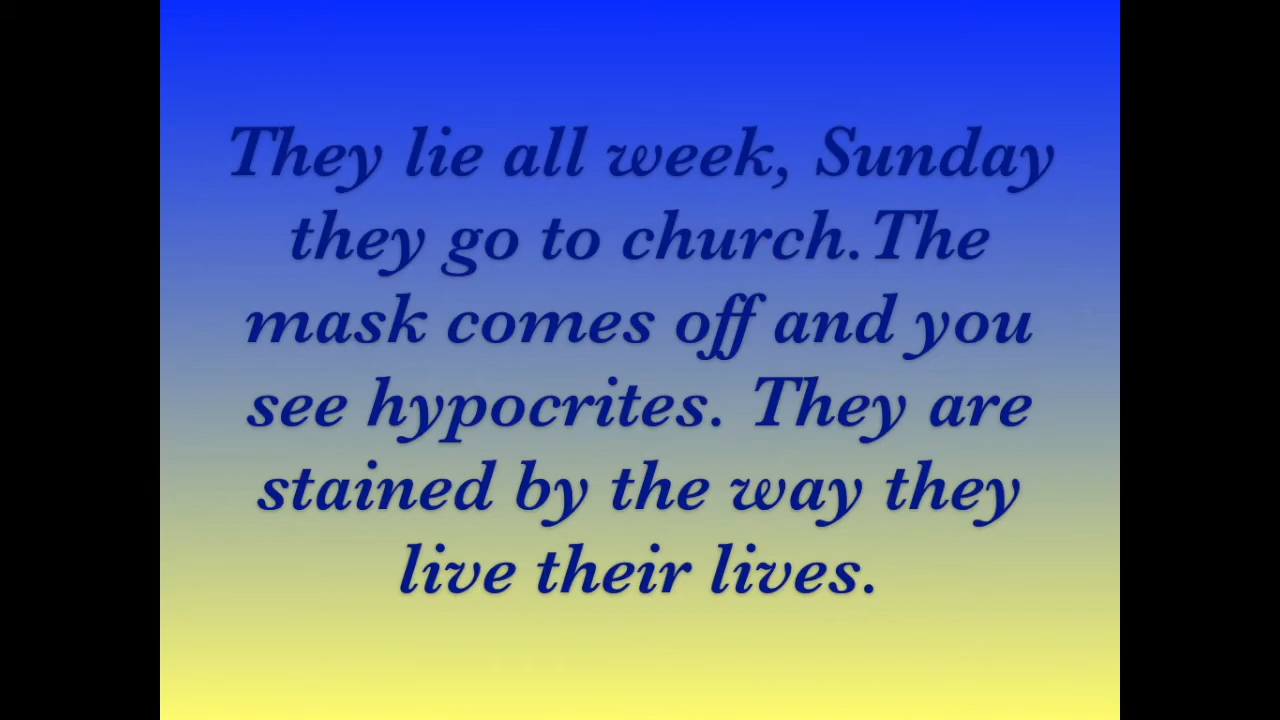 They lie all week, Sunday
they go to church.The
mask comes off and you
see hypocrites. They are
stained by the way they
live their lives.